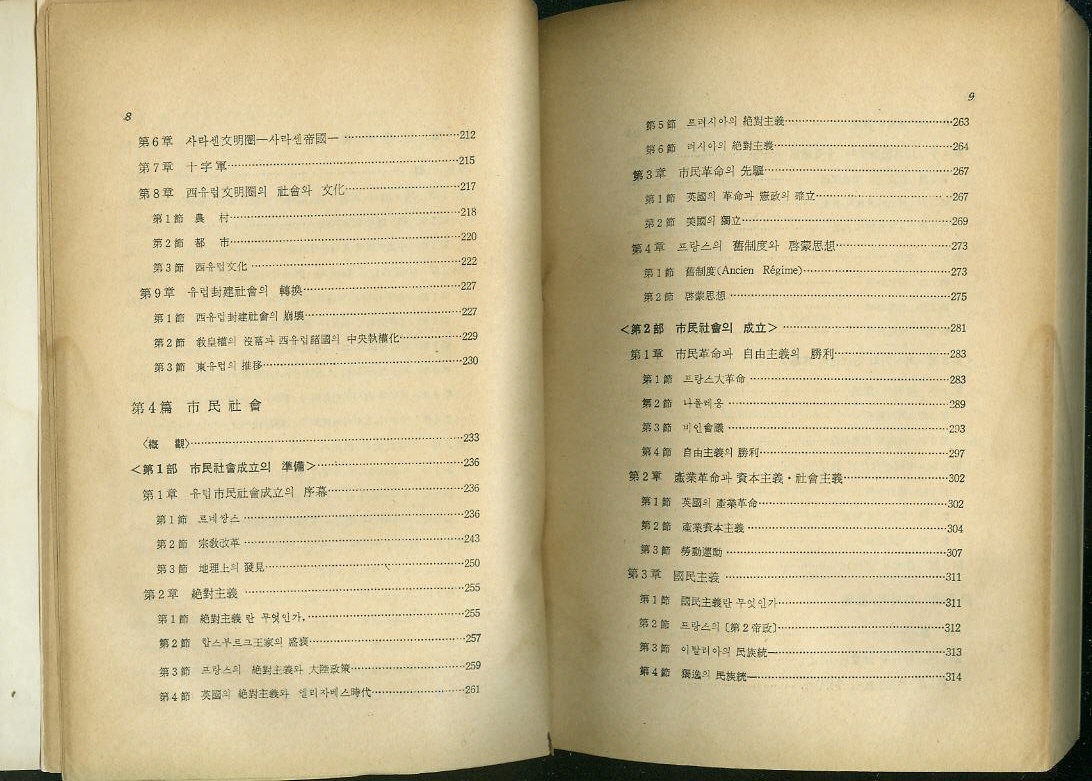 8
第6章 사라센文明圈—사라센帝國— 212
第7章 十字軍 215
第8章 西유럽文明圈의 社會와 文化 217
第1節 農 村 218
第2節 都 市 220
第3節 西유럽文化 222
第9章 유럽封建社會의 轉換 227
第1節 西유럽封建社會의 崩壞 227
第2節 敎皇權의 沒落과 西유럽諸國의 中央執權化 229
第3節 東유럽의 推移 230
第4篇 市民社會
〈槪 觀〉 233
<第1部 市民社會成立의 準備> 236
第1章 유럽市民社會成立의 序幕 236
第1節 르네쌍스 236
第2節 宗敎改革 243
第3節 地理上의 發見 250
第2章 絶對主義 255
第1節 絶對主義란 무엇인가. 255
第2節 합스부르크王家의 盛衰 257
第3節 프랑스의 絶對主義와 大陸政策 259
第4節 英國의 絶對主義와 엘리자베스時代 261
9
第5節 프러시아의 絶對主義 263
第6節 러시아의 絶對主義 264
第3章 市民革命의 先驅 267
第1節 英國의 革命과 憲政의 確立 267
第2節 美國의 獨立 269
第4章 프랑스의 舊制度와 啓蒙思想 273
第1節 舊制度(Ancien Régime) 273
第2節 啓蒙思想 275
<第2部 市民社會의 成立> 281
第1章 市民革命과 自由主義의 勝利 283
第1節 프랑스大革命 283
第2節 나폴레옹 289
第3節 비인會議 293
第4節 自由主義의 勝利 297
第2章 產業革命과 資本主義・社會主義 302
第1節 英國의 產業革命 302
第2節 產業資本主義 304
第3節 勞動運動 307
第3章 國民主義 311
第1節 國民主義란 무엇인가 311
第2節 프랑스의 〔第2帝政〕 312
第3節 이탈리아의 民族統一 313
第4節 獨逸의 民族統一 314